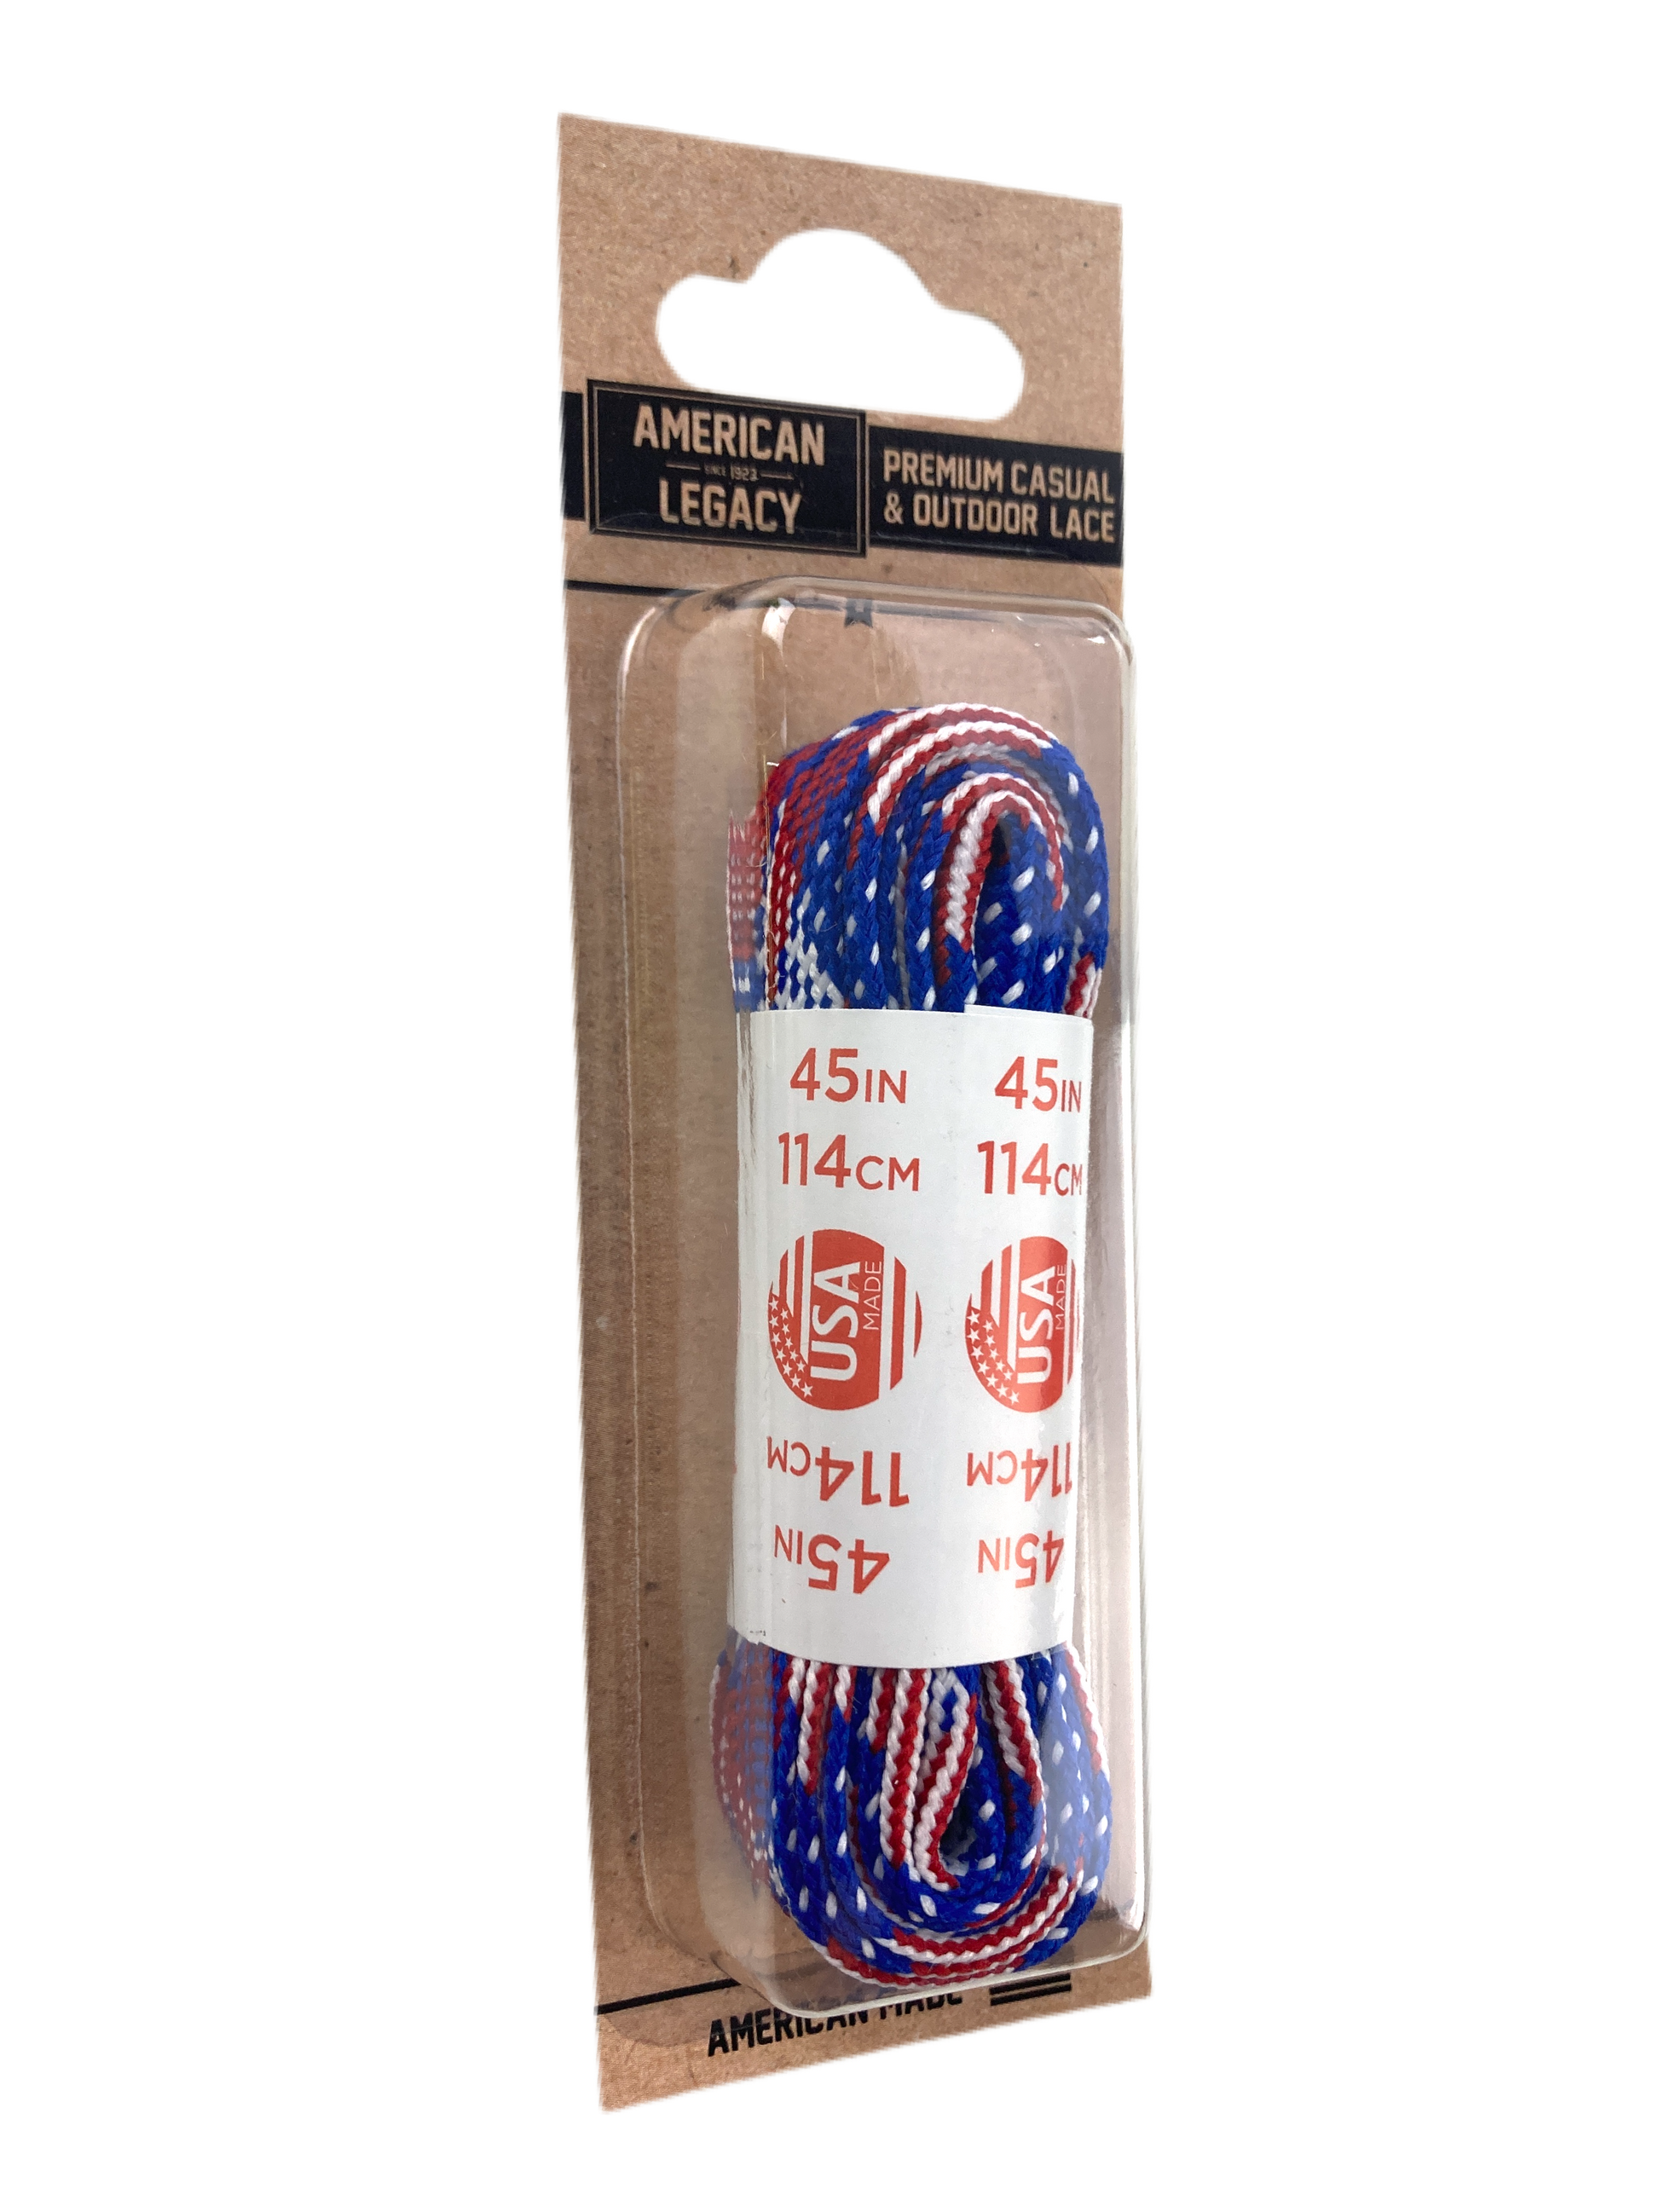 AMERICAN
SINCE 1923
LEGACY
PREMIUM CASUAL
& OUTDOOR LACE
45IN
114CM
USA
MADE
114CM
45IN
45IN
114CM
USA
MADE
114CM
45IN
AMERICAN MADE